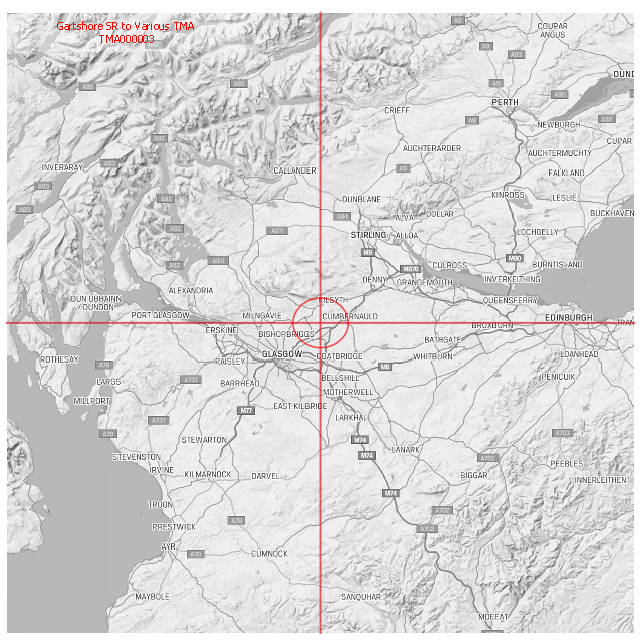 Gartshore SR to Various TMA
TMA000003
A9
COUPAR
ANGUS
A9
A93
A85
A85
A9
DUND
A90
CRIEFF
PERTH
A9
NEWBURGH
A92
A82
CUPAR
AUCHTERARDER
AUCHTERMUCHTY
INVERARAY
A83
CALLANDER
A9
FALKLAND
A83
KINROSS
LESLIE
A82
DUNBLANE
A83
A84
ALVA
DOLLAR
BUCKHAVEN
A82
A811
STIRLING
ALLOA
LOCHGELLY
M9
M90
A82
A811
M876
CULROSS
BURNTISLAND
DENNY
GRANGEMOUTH
INVERKEITHING
ALEXANDRIA
DUN OBHAINN
/ DUNOON
KILSYTH
QUEENSFERRY
PORT GLASGOW
MILNGAVIE
CUMBERNAULD
EDINBURGH
TRAN
ERSKINE
BISHOPBRIGGS
BROXBURN
BATHGATE
ROTHESAY
PAISLEY
GLASGOW
COATBRIDGE
WHITBURN
LOANHEAD
A78
M8
LARGS
A737
BARRHEAD
BELLSHILL
PENICUIK
MILLPORT
MOTHERWELL
M77
EAST KILBRIDE
A737
LARKHALL
A78
STEWARTON
M74
A703
LANARK
STEVENSTON
M74
A702
PEEBLES
IRVINE
KILMARNOCK
DARVEL
BIGGAR
INNERLEITHEN
M74
TROON
A702
A76
PRESTWICK
A702
AYR
A70
CUMNOCK
MAYBOLE
SANQUHAR
MOFFAT